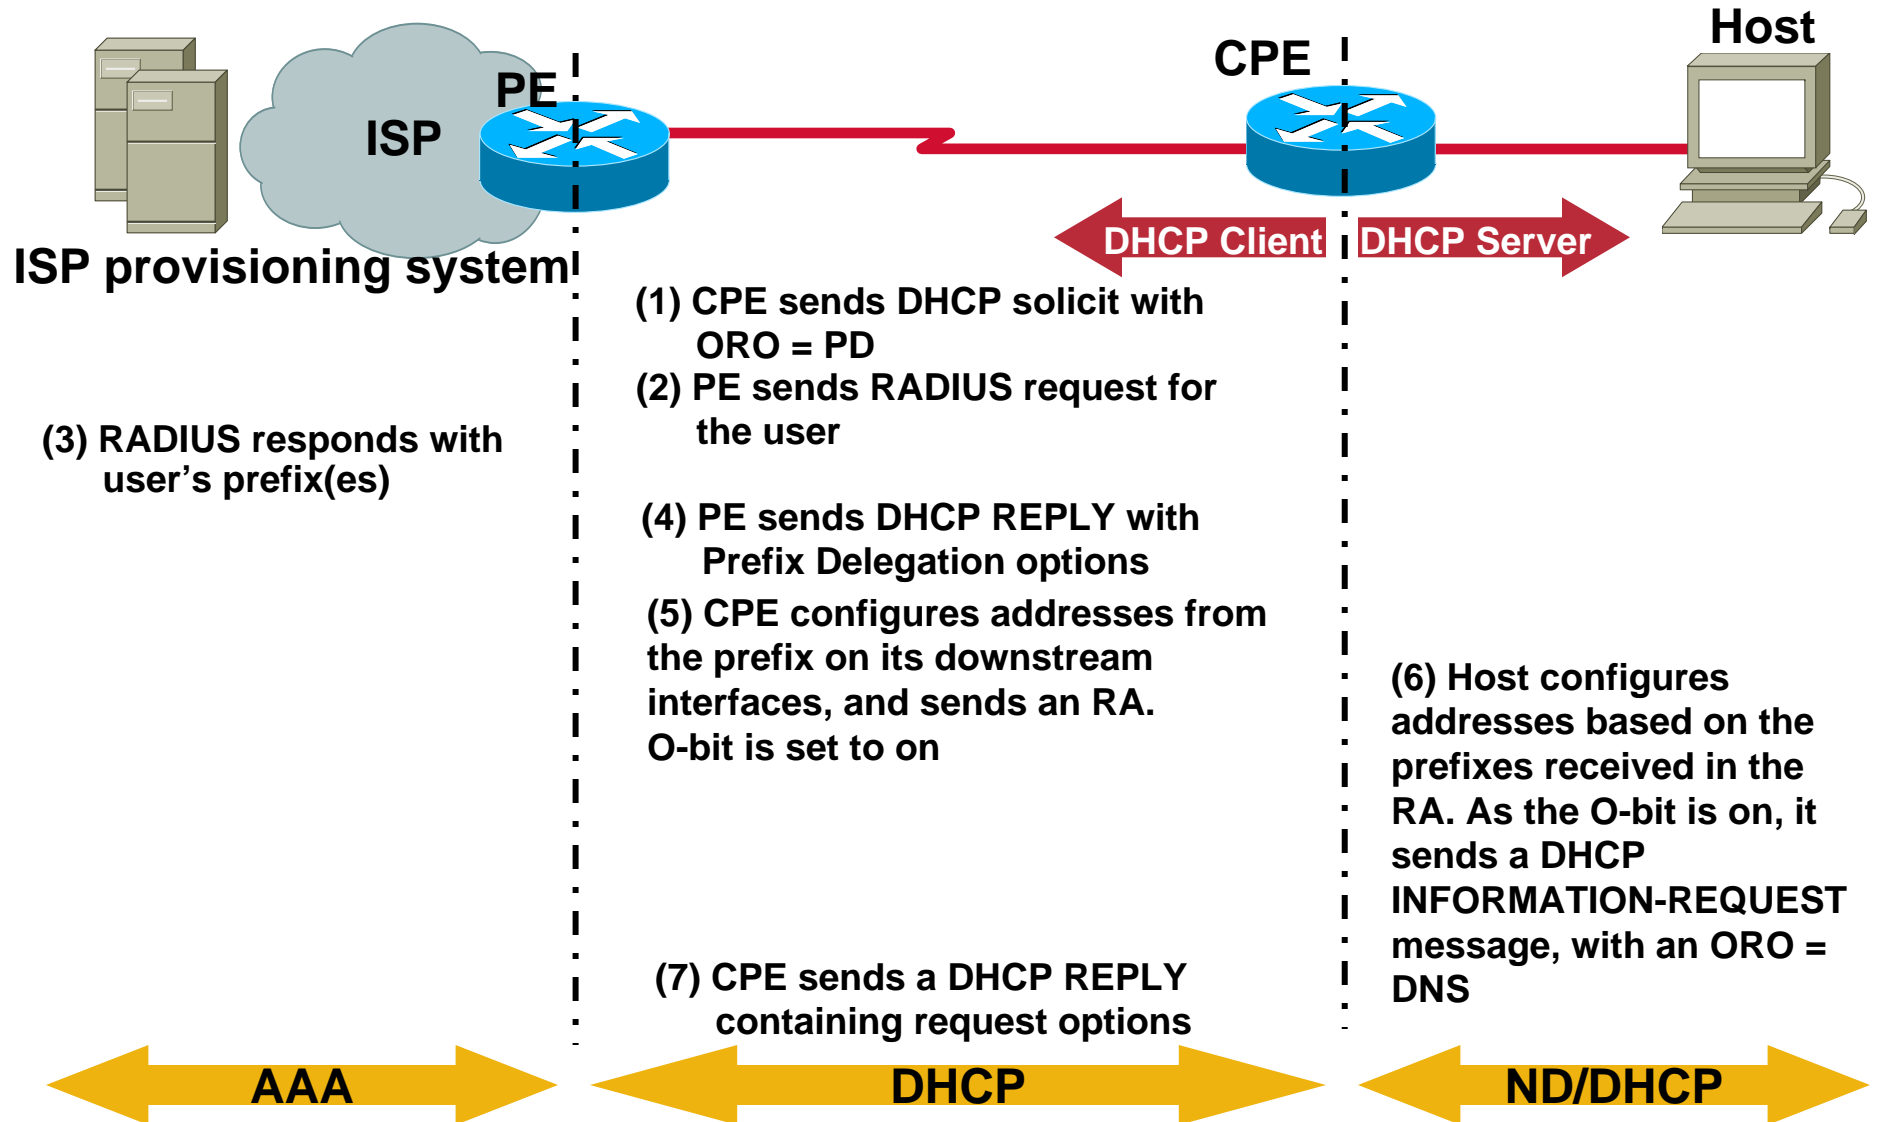 Host
CPE
PE
ISP
DHCP Client
DHCP Server
ISP provisioning system
(1) CPE sends DHCP solicit with
ORO = PD
(2) PE sends RADIUS request for
the user
(3) RADIUS responds with
user’s prefix(es)
(4) PE sends DHCP REPLY with
Prefix Delegation options
(5) CPE configures addresses from
the prefix on its downstream
interfaces, and sends an RA.
O-bit is set to on
(6) Host configures
addresses based on the
prefixes received in the
RA. As the O-bit is on, it
sends a DHCP
INFORMATION-REQUEST
message, with an ORO =
DNS
(7) CPE sends a DHCP REPLY
containing request options
AAA
DHCP
ND/DHCP